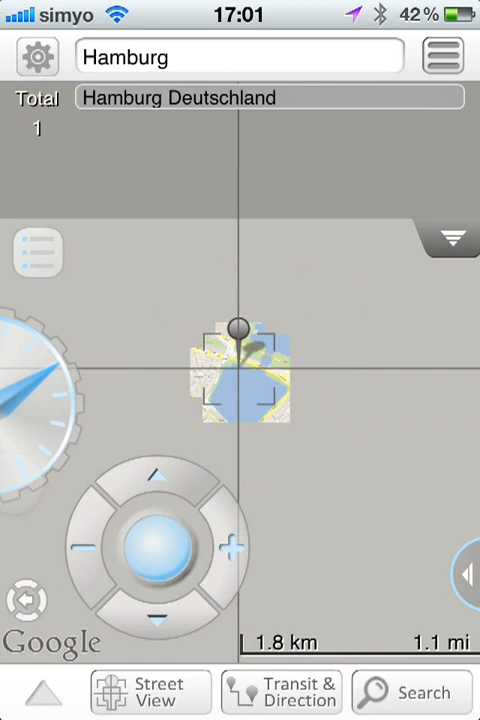 simyo 17:01 42%
Hamburg
Total Hamburg Deutschland
1
Google
1.8 km 1.1 mi
Street
View
Transit &
Direction
Search